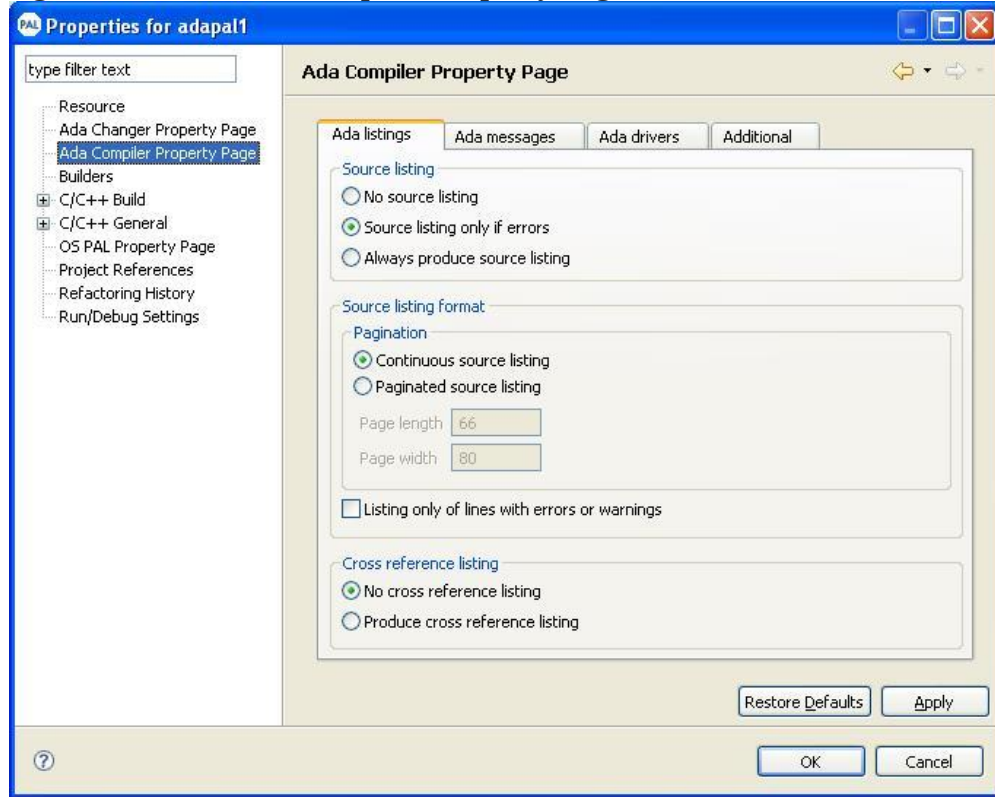 PAL Properties for adapal1
type filter text
Resource
Ada Changer Property Page
Ada Compiler Property Page
Builders
C/C++ Build
C/C++ General
OS PAL Property Page
Project References
Refactoring History
Run/Debug Settings
Ada Compiler Property Page
Ada listings Ada messages Ada drivers Additional
Source listing
No source listing
Source listing only if errors
Always produce source listing
Source listing format
Pagination
Continuous source listing
Paginated source listing
Page length 66
Page width 80
Listing only of lines with errors or warnings
Cross reference listing
No cross reference listing
Produce cross reference listing
Restore Defaults Apply
? OK Cancel